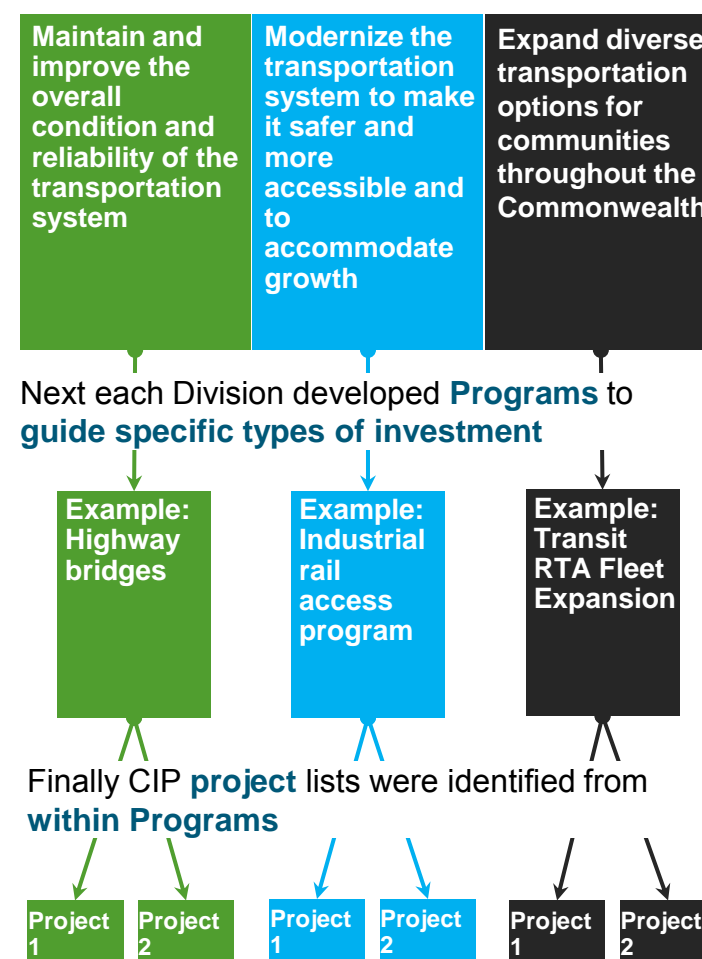 Maintain and
improve the
overall
condition and
reliability of the
transportation
system
Modernize the
transportation
system to make
it safer and
more
accessible and
to
accommodate
growth
Expand diverse
transportation
options for
communities
throughout the
Commonwealth
Next each Division developed Programs to
guide specific types of investment
Example:
Highway
bridges
Example:
Industrial
rail
access
program
Example:
Transit
RTA Fleet
Expansion
Finally CIP project lists were identified from
within Programs
Project
1
Project
2
Project
1
Project
2
Project
1
Project
2